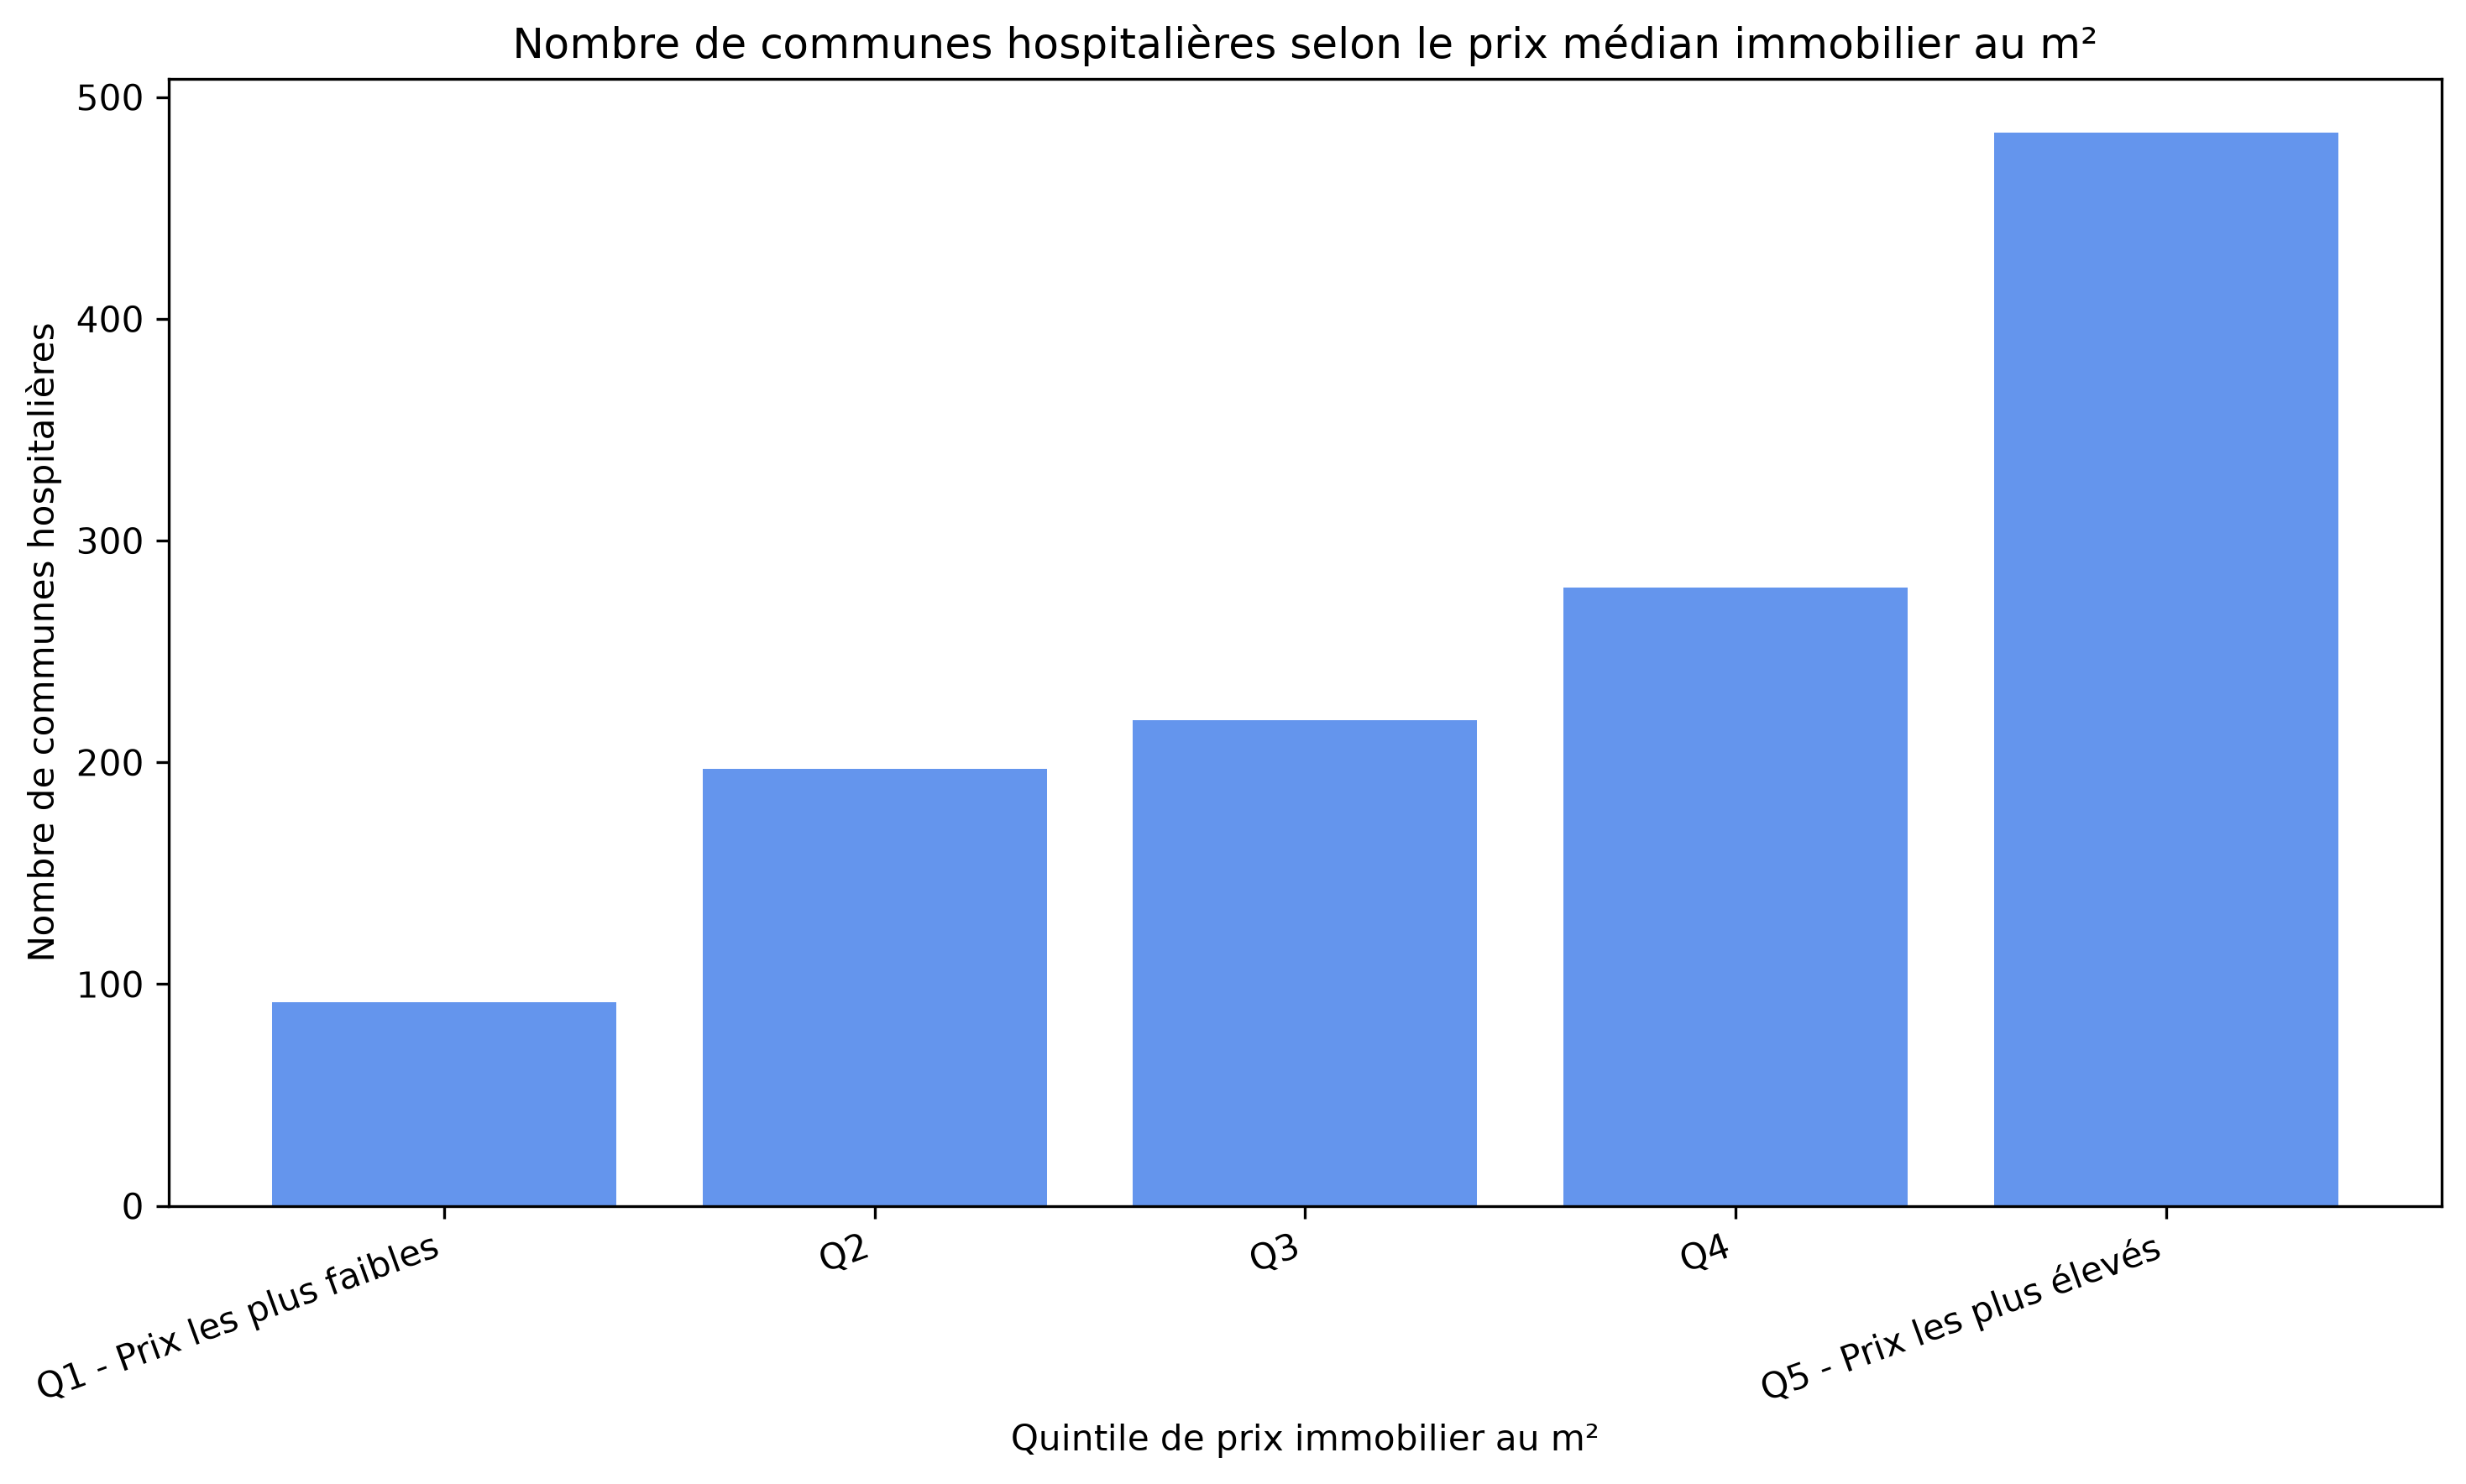 Nombre de communes hospitalières selon le prix médian immobilier au m²
Nombre de communes hospitalières
500
400
300
200
100
0
Q1 - Prix les plus faibles
Q2
Q3
Q4
Q5 - Prix les plus élevés
Quintile de prix immobilier au m²